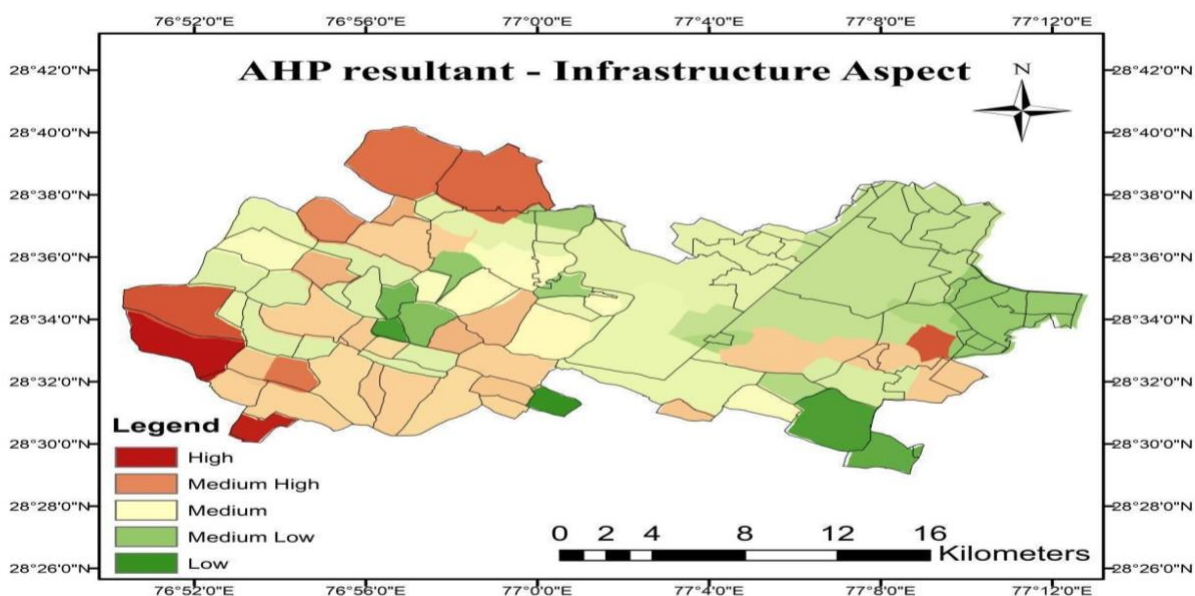 76°52'0"E 76°56'0"E 77°0'0"E 77°4'0"E 77°8'0"E 77°12'0"E
28°42'0"N 28°42'0"N
AHP resultant - Infrastructure Aspect
N
28°40'0"N 28°40'0"N
28°38'0"N 28°38'0"N
28°36'0"N 28°36'0"N
28°34'0"N 28°34'0"N
28°32'0"N 28°32'0"N
28°30'0"N 28°30'0"N
28°28'0"N 28°28'0"N
28°26'0"N 28°26'0"N
Legend
High
Medium High
Medium
Medium Low
Low
0 2 4 8 12 16
Kilometers
76°52'0"E 76°56'0"E 77°0'0"E 77°4'0"E 77°8'0"E 77°12'0"E